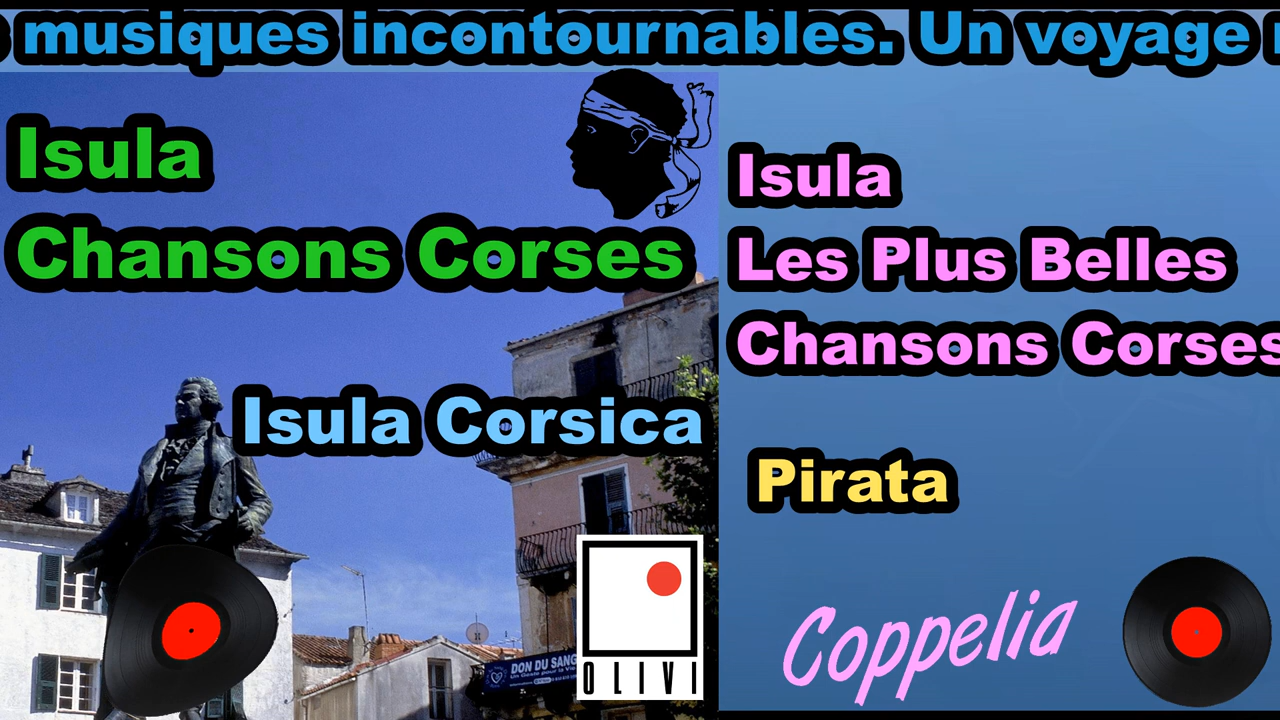 musiques incontournables. Un voyage
Isula
Chansons Corses
Isula Corsica
DON DU SANG
OLIVI
Isula
Les Plus Belles
Chansons Corses
Pirata
Coppelia